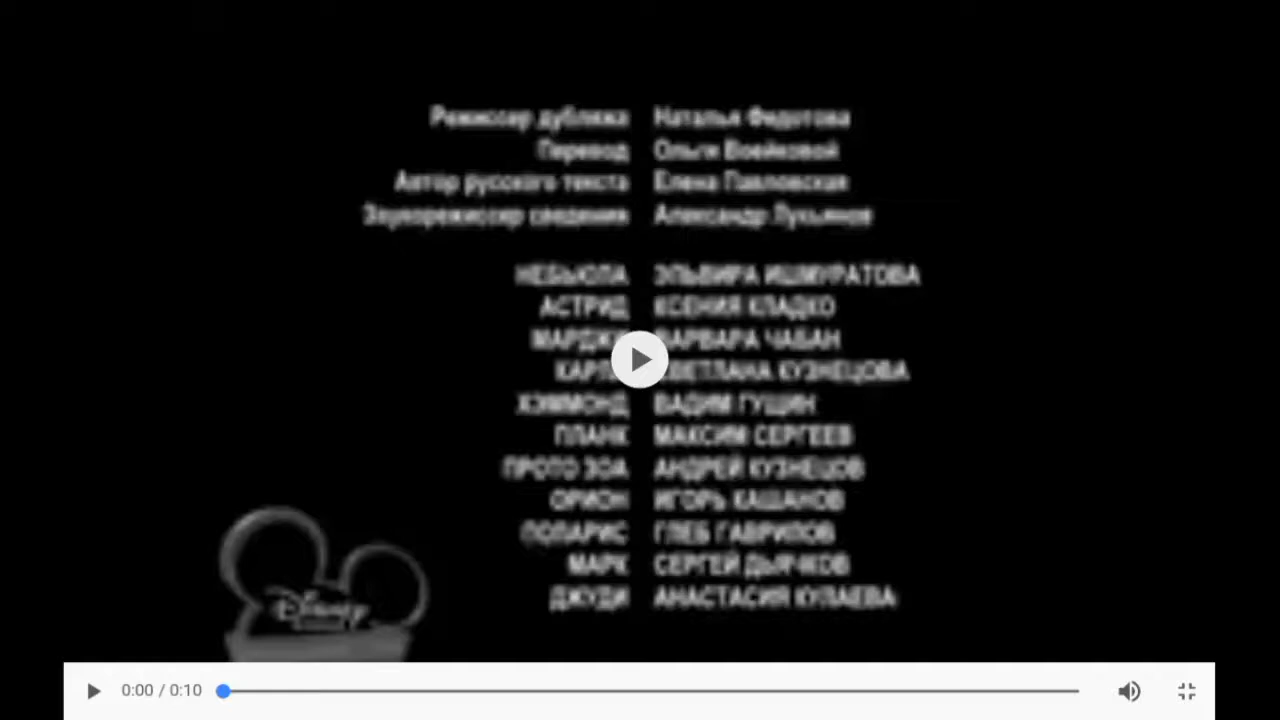 Режиссер дубляжа Наталья Федотова
Перевод Ольги Воейковой
Автор русского текста Елена Павловская
Звукорежиссер сведения Александр Лукьянов
НЕБЬЮЛА ЭЛЬВИРА ИШМУРАТОВА
АСТРИД КСЕНИЯ КЛАДКО
ВАРВАРА ЧАБАН
СВЕТЛАНА КУЗНЕЦОВА
ХЭММОНД ВАДИМ ГУЩИН
ПЛАНК МАКСИМ СЕРГЕЕВ
ПРОТО ЗОА АНДРЕЙ КУЗНЕЦОВ
ОРИОН ИГОРЬ КАШАНОВ
ПОЛАРИС ГЛЕБ ГАВРИЛОВ
МАРК СЕРГЕЙ ДЬЯЧКОВ
ДЖУДИ АНАСТАСИЯ КУЛАЕВА
Disney
0:00 / 0:10